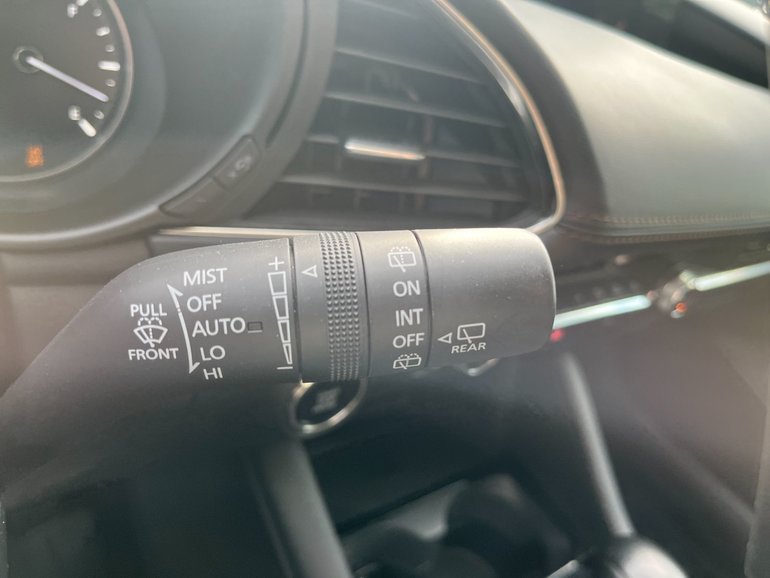 F
E
MIST
OFF
AUTO
LO
HI
PULL
FRONT
+
−
ON
INT
OFF
REAR